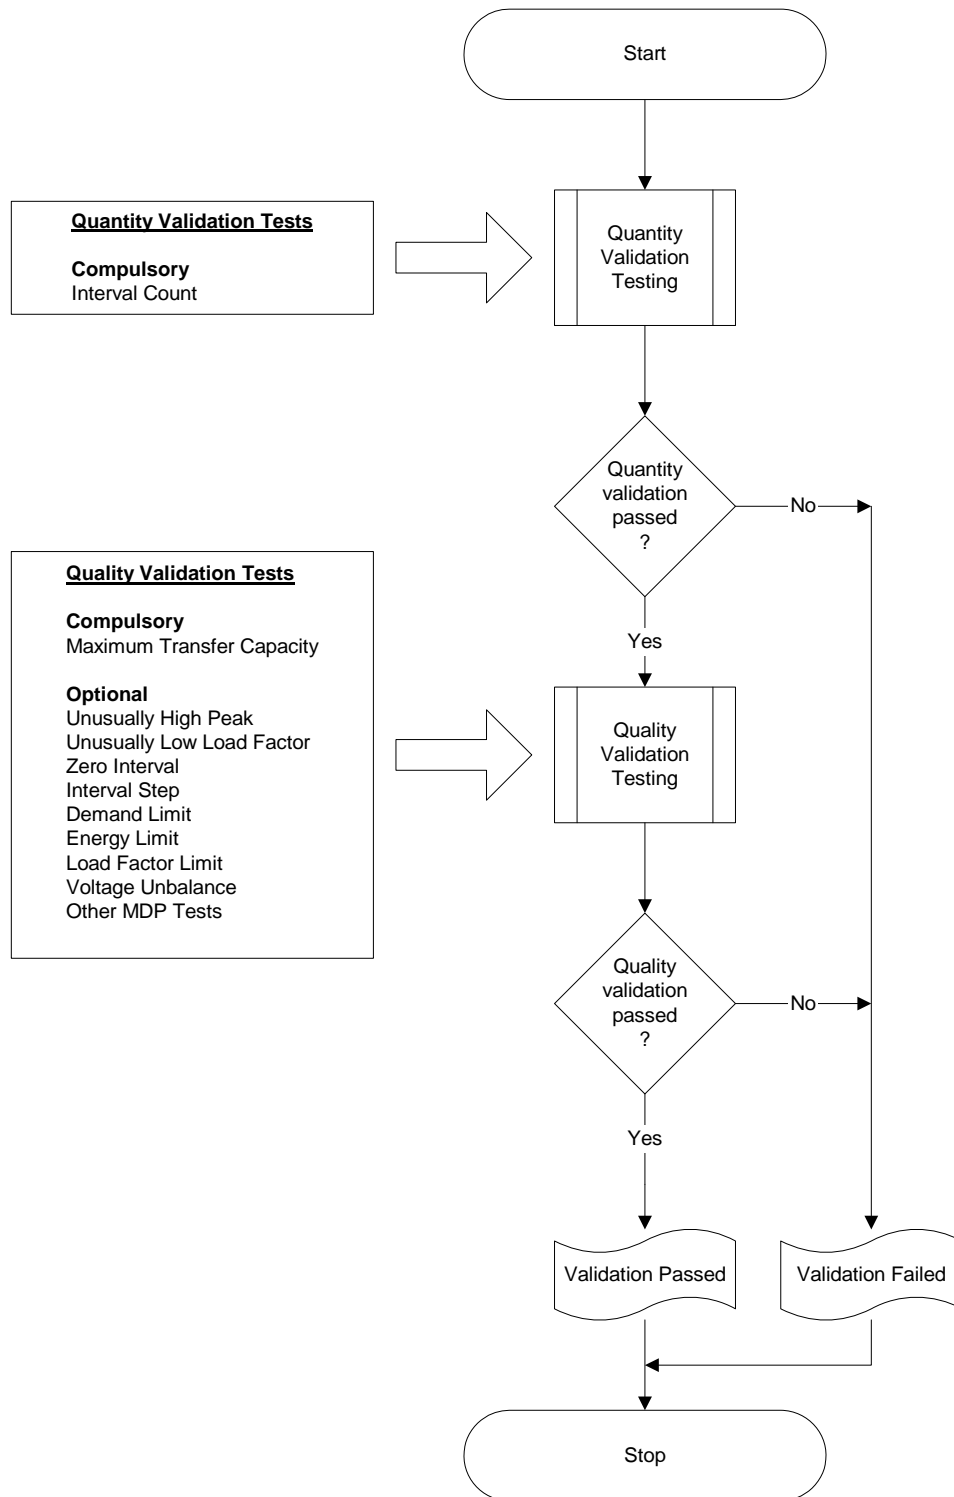 Start
Quantity Validation Tests
Compulsory
Interval Count
Quantity
Validation
Testing
Quantity
validation
passed
?
No
Yes
Quality Validation Tests
Compulsory
Maximum Transfer Capacity
Optional
Unusually High Peak
Unusually Low Load Factor
Zero Interval
Interval Step
Demand Limit
Energy Limit
Load Factor Limit
Voltage Unbalance
Other MDP Tests
Quality
Validation
Testing
Quality
validation
passed
?
No
Yes
Validation Passed
Validation Failed
Stop